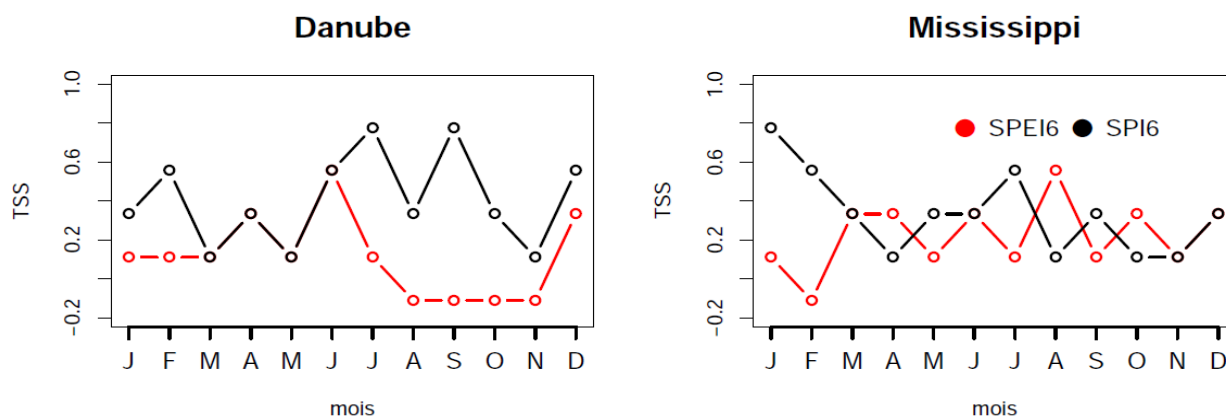 Danube
TSS
1.0
0.6
0.2
−0.2
J F M A M J J A S O N D
mois
Mississippi
TSS
1.0
0.6
0.2
−0.2
SPEI6 SPI6
J F M A M J J A S O N D
mois